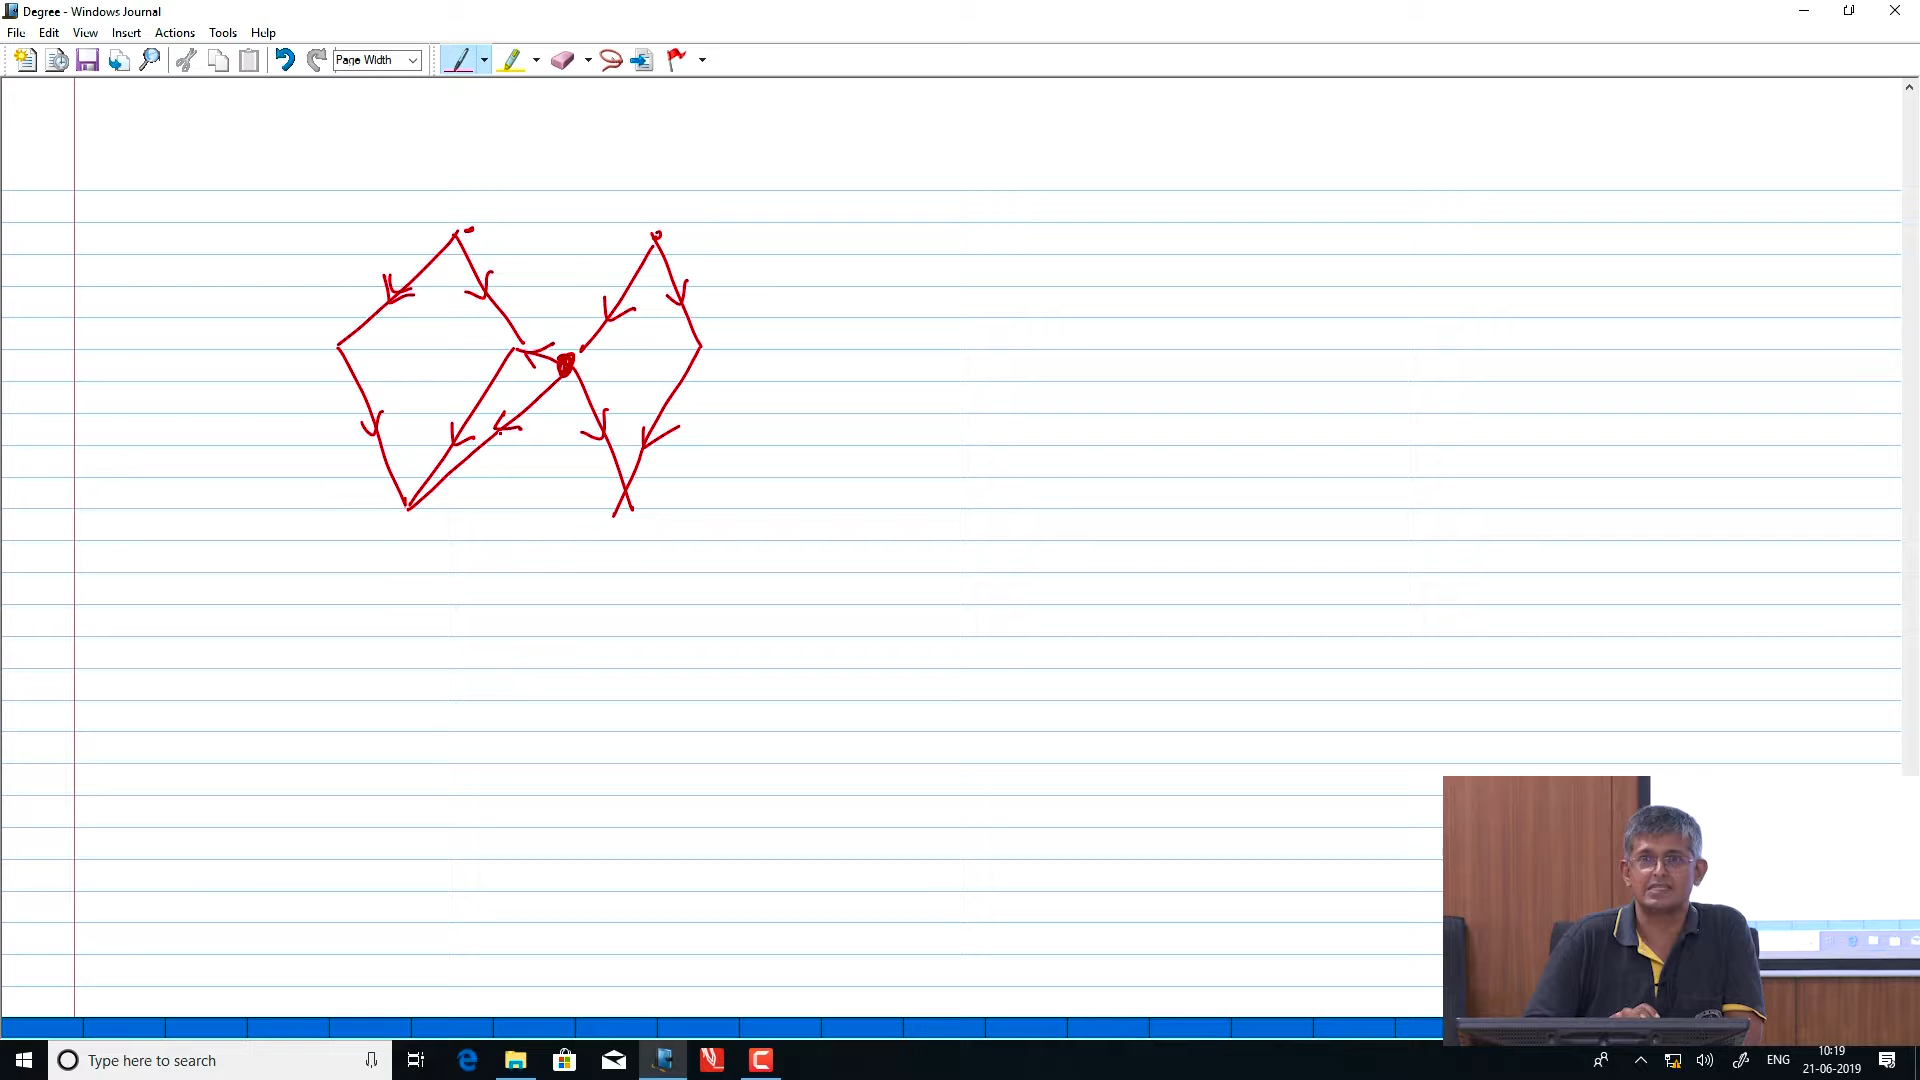 Degree - Windows Journal
File Edit View Insert Actions Tools Help
Page Width
Type here to search
ENG
10:19
21-06-2019